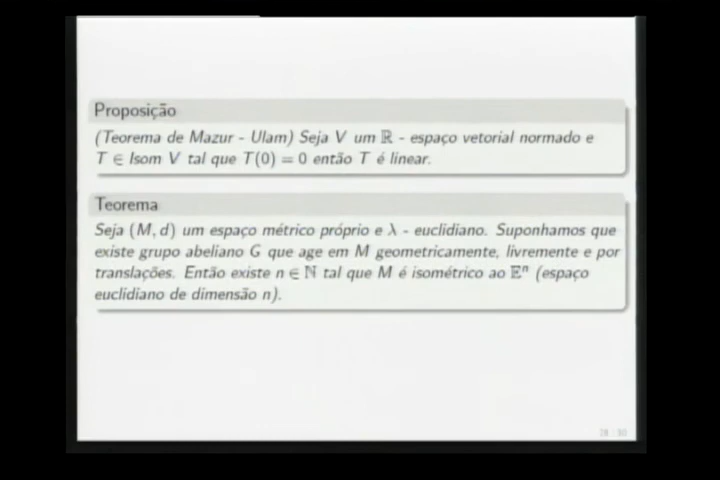 Proposição
(Teorema de Mazur - Ulam) Seja V um ℝ - espaço vetorial normado e
T ∈ Isom V tal que T(0) = 0 então T é linear.
Teorema
Seja (M, d) um espaço métrico próprio e λ - euclidiano. Suponhamos que
existe grupo abeliano G que age em M geometricamente, livremente e por
translações. Então existe n ∈ ℕ tal que M é isométrico ao 𝔼ⁿ (espaço
euclidiano de dimensão n).